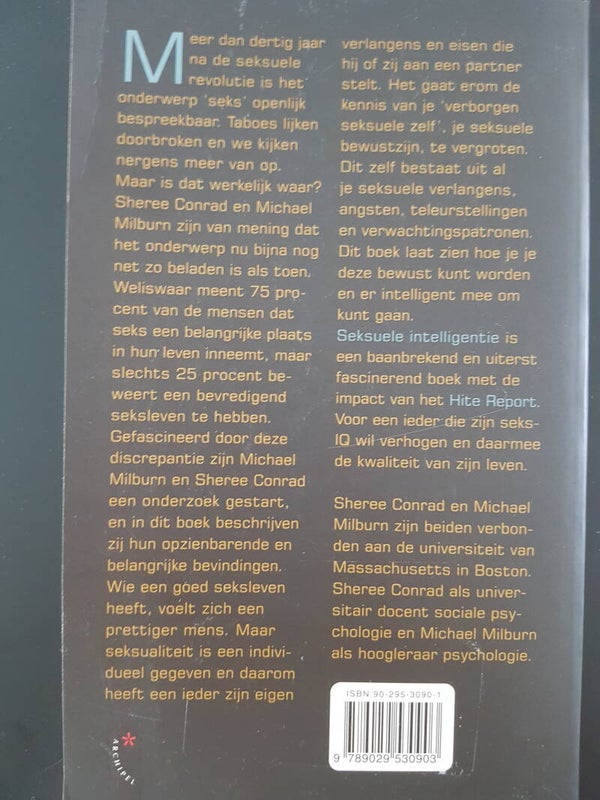 Meer dan dertig jaar
na de seksuele
revolutie is het
onderwerp 'seks' openlijk
bespreekbaar. Taboes lijken
doorbroken en we kijken
nergens meer van op.
Maar is dat werkelijk waar?
Sheree Conrad en Michael
Milburn zijn van mening dat
het onderwerp nu bijna nog
net zo beladen is als toen.
Weliswaar meent 75 pro-
cent van de mensen dat
seks een belangrijke plaats
in hun leven inneemt, maar
slechts 25 procent be-
weert een bevredigend
seksleven te hebben.
Gefascineerd door deze
discrepantie zijn Michael
Milburn en Sheree Conrad
een onderzoek gestart,
en in dit boek beschrijven
zij hun opzienbarende en
belangrijke bevindingen.
Wie een goed seksleven
heeft, voelt zich een
prettiger mens. Maar
seksualiteit is een indivi-
dueel gegeven en daarom
heeft een ieder zijn eigen
verlangens en eisen die
hij of zij aan een partner
stelt. Het gaat erom de
kennis van je 'verborgen
seksuele zelf', je seksuele
bewustzijn, te vergroten.
Dit zelf bestaat uit al
je seksuele verlangens,
angsten, teleurstellingen
en verwachtingspatronen.
Dit boek laat zien hoe je je
deze bewust kunt worden
en er intelligent mee om
kunt gaan.
Seksuele intelligentie is
een baanbrekend en uiterst
fascinerend boek met de
impact van het Hite Report.
Voor een ieder die zijn seks-
IQ wil verhogen en daarmee
de kwaliteit van zijn leven.
Sheree Conrad en Michael
Milburn zijn beiden verbon-
den aan de universiteit van
Massachusetts in Boston.
Sheree Conrad als univer-
sitair docent sociale psy-
chologie en Michael Milburn
als hoogleraar psychologie.
ISBN 90-295-3090-1
9 789029 530903
ARCHIPEL